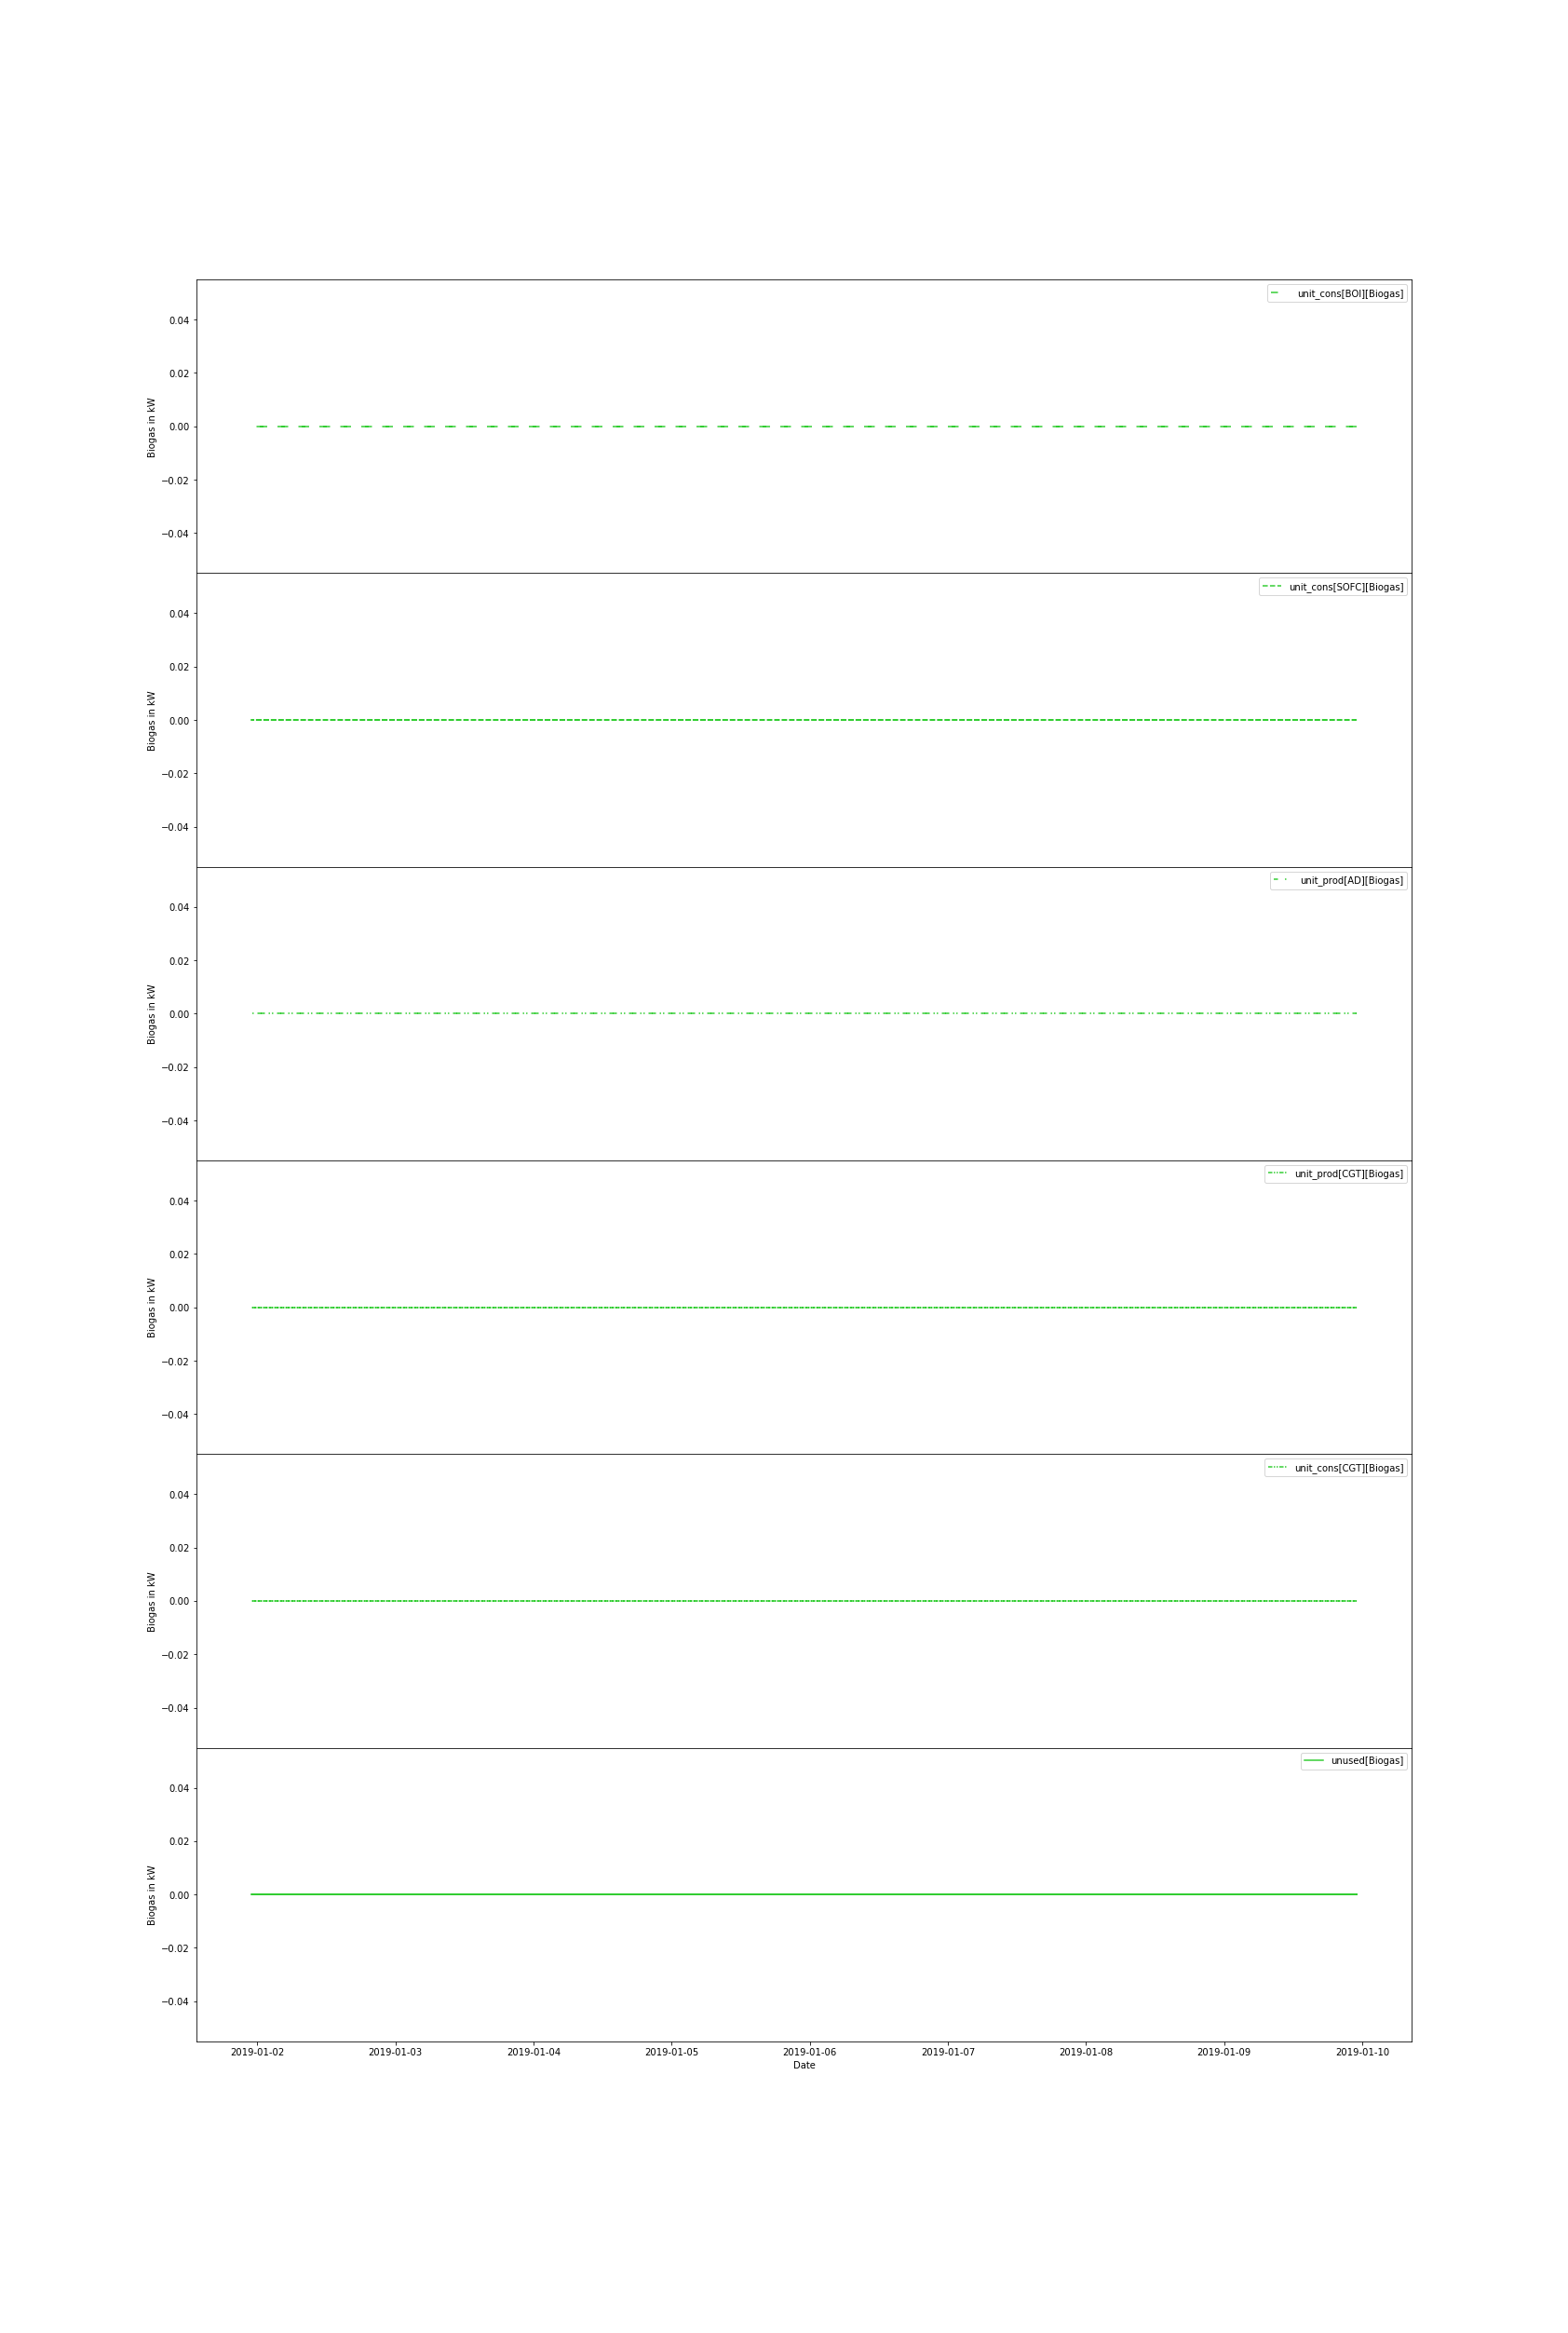 unit_cons[BOI][Biogas]
0.04
0.02
0.00
−0.02
−0.04
Biogas in kW
unit_cons[SOFC][Biogas]
0.04
0.02
0.00
−0.02
−0.04
Biogas in kW
unit_prod[AD][Biogas]
0.04
0.02
0.00
−0.02
−0.04
Biogas in kW
unit_prod[CGT][Biogas]
0.04
0.02
0.00
−0.02
−0.04
Biogas in kW
unit_cons[CGT][Biogas]
0.04
0.02
0.00
−0.02
−0.04
Biogas in kW
unused[Biogas]
0.04
0.02
0.00
−0.02
−0.04
Biogas in kW
2019-01-02 2019-01-03 2019-01-04 2019-01-05 2019-01-06 2019-01-07 2019-01-08 2019-01-09 2019-01-10
Date